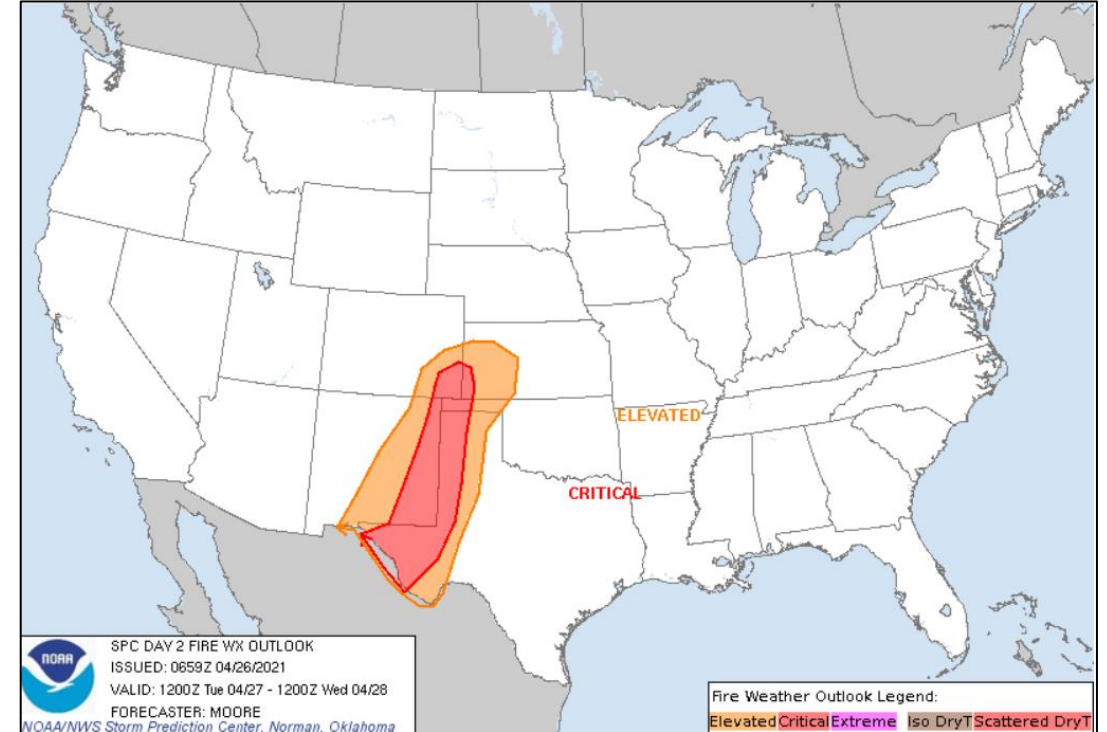 ELEVATED
CRITICAL
NOAA
SPC DAY 2 FIRE WX OUTLOOK
ISSUED: 0659Z 04/26/2021
VALID: 1200Z Tue 04/27 - 1200Z Wed 04/28
FORECASTER: MOORE
NOAA/NWS Storm Prediction Center, Norman, Oklahoma
Fire Weather Outlook Legend:
Elevated Critical Extreme Iso DryT Scattered DryT